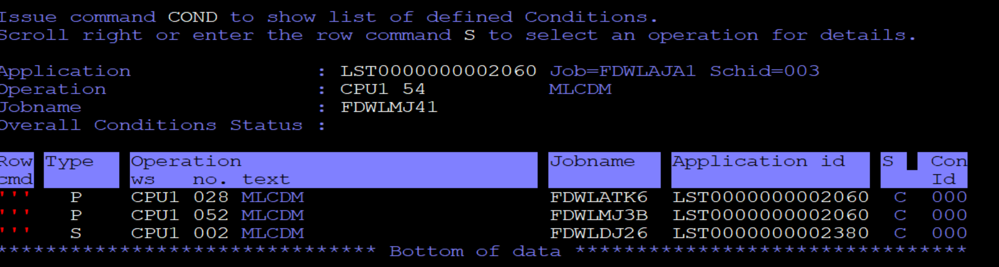 Issue command COND to show list of defined Conditions.
Scroll right or enter the row command S to select an operation for details.
Application : LST0000000002060 Job=FDWLAJA1 Schid=003
Operation : CPU1 54 MLCDM
Jobname : FDWLMJ41
Overall Conditions Status :
Row Type Operation Jobname Application id S Con
cmd ws no. text Id
''' P CPU1 028 MLCDM FDWLATK6 LST0000000002060 C 000
''' P CPU1 052 MLCDM FDWLMJ3B LST0000000002060 C 000
''' S CPU1 002 MLCDM FDWLDJ26 LST0000000002380 C 000
******************************* Bottom of data ********************************